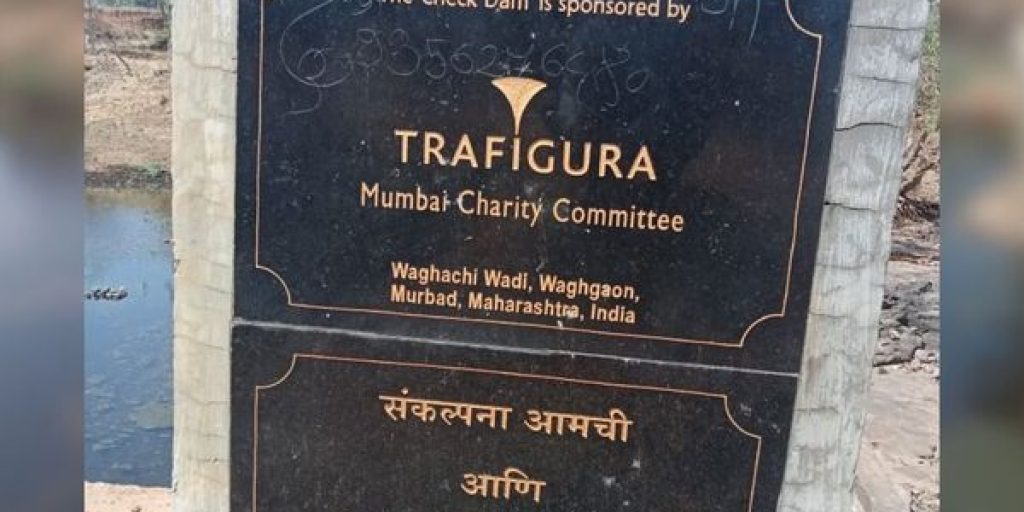 The Check Dam is sponsored by
TRAFIGURA
Mumbai Charity Committee
Waghachi Wadi, Waghgaon,
Murbad, Maharashtra, India
संकल्पना आमची
आणि